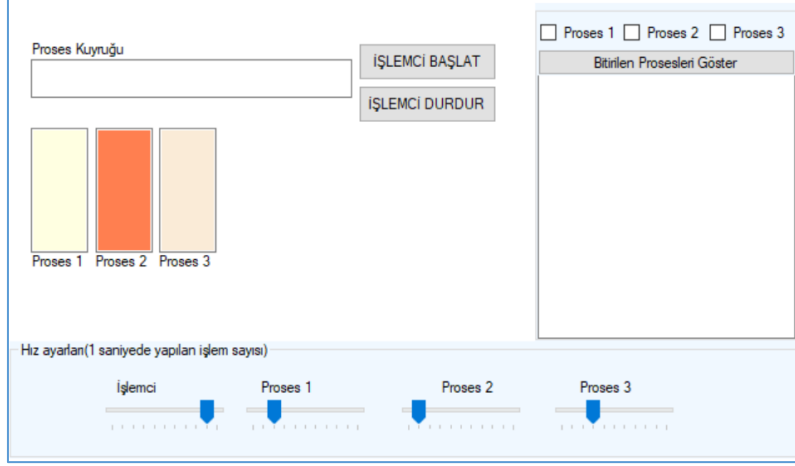 Proses Kuyruğu
İŞLEMCİ BAŞLAT
İŞLEMCİ DURDUR
Proses 1 Proses 2 Proses 3
Proses 1 Proses 2 Proses 3
Bitirilen Prosesleri Göster
Hız ayarları(1 saniyede yapılan işlem sayısı)
İşlemci Proses 1 Proses 2 Proses 3